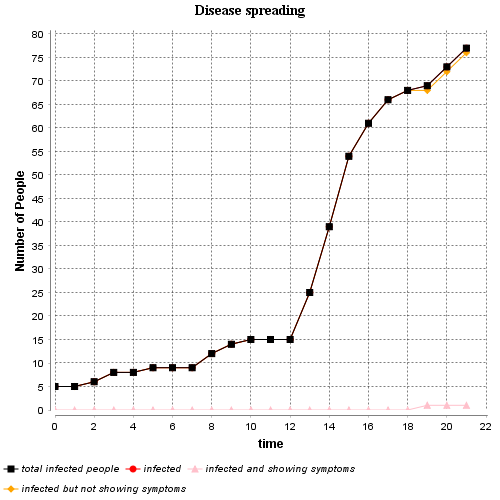 Disease spreading
80
75
70
65
60
55
50
45
40
35
30
25
20
15
10
5
0
Number of People
0 2 4 6 8 10 12 14 16 18 20 22
time
total infected people infected infected and showing symptoms
infected but not showing symptoms